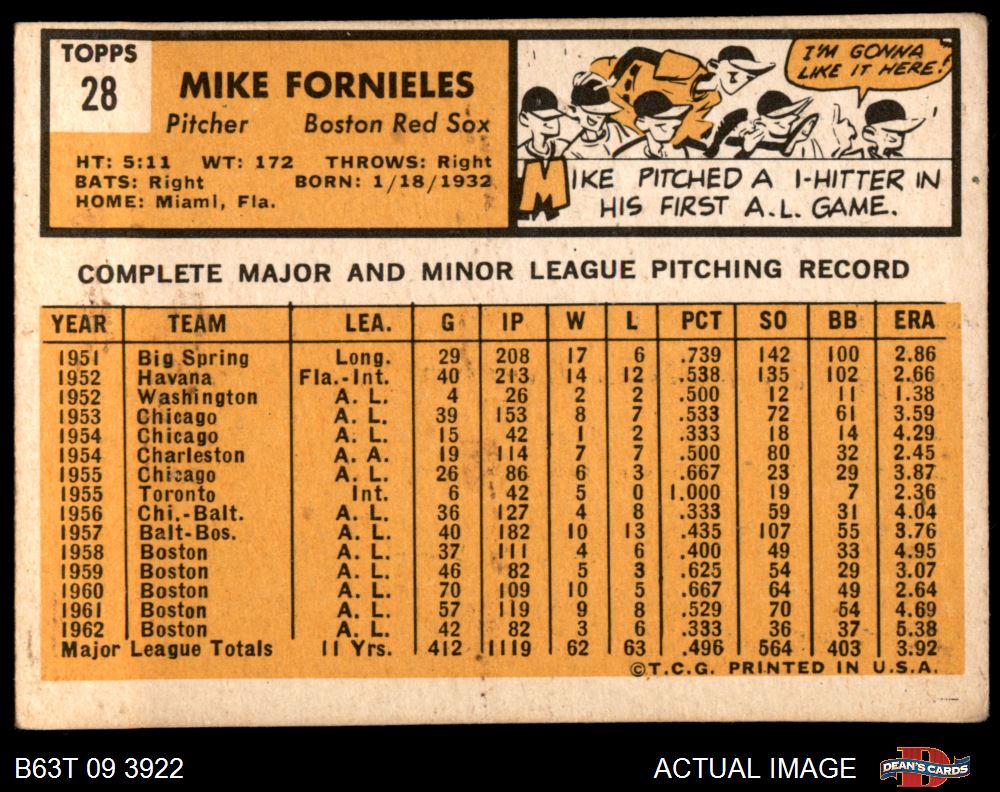 TOPPS
28
MIKE FORNIELES
Pitcher Boston Red Sox
HT: 5:11 WT: 172 THROWS: Right
BATS: Right BORN: 1/18/1932
HOME: Miami, Fla.
I'M GONNA
LIKE IT HERE!
MIKE PITCHED A 1-HITTER IN
HIS FIRST A.L. GAME.
COMPLETE MAJOR AND MINOR LEAGUE PITCHING RECORD
YEAR TEAM LEA. G IP W L PCT SO BB ERA
1951 Big Spring Long. 29 208 17 6 .739 142 100 2.86
1952 Havana Fla.-Int. 40 213 14 12 .538 135 102 2.66
1952 Washington A. L. 4 26 2 2 .500 12 11 1.38
1953 Chicago A. L. 39 153 8 7 .533 72 61 3.59
1954 Chicago A. L. 15 42 1 2 .333 18 14 4.29
1954 Charleston A. A. 19 114 7 7 .500 80 32 2.45
1955 Chicago A. L. 26 86 6 3 .667 23 29 3.87
1955 Toronto Int. 6 42 5 0 1.000 19 7 2.36
1956 Chi.-Balt. A. L. 36 127 4 8 .333 59 31 4.04
1957 Balt-Bos. A. L. 40 182 10 13 .435 107 55 3.76
1958 Boston A. L. 37 111 4 6 .400 49 33 4.95
1959 Boston A. L. 46 82 5 3 .625 54 29 3.07
1960 Boston A. L. 70 109 10 5 .667 64 49 2.64
1961 Boston A. L. 57 119 9 8 .529 70 54 4.69
1962 Boston A. L. 42 82 3 6 .333 36 37 5.38
Major League Totals 11 Yrs. 412 1119 62 63 .496 564 403 3.92
©T.C.G. PRINTED IN U.S.A.
B63T 09 3922 ACTUAL IMAGE DEAN'S CARDS